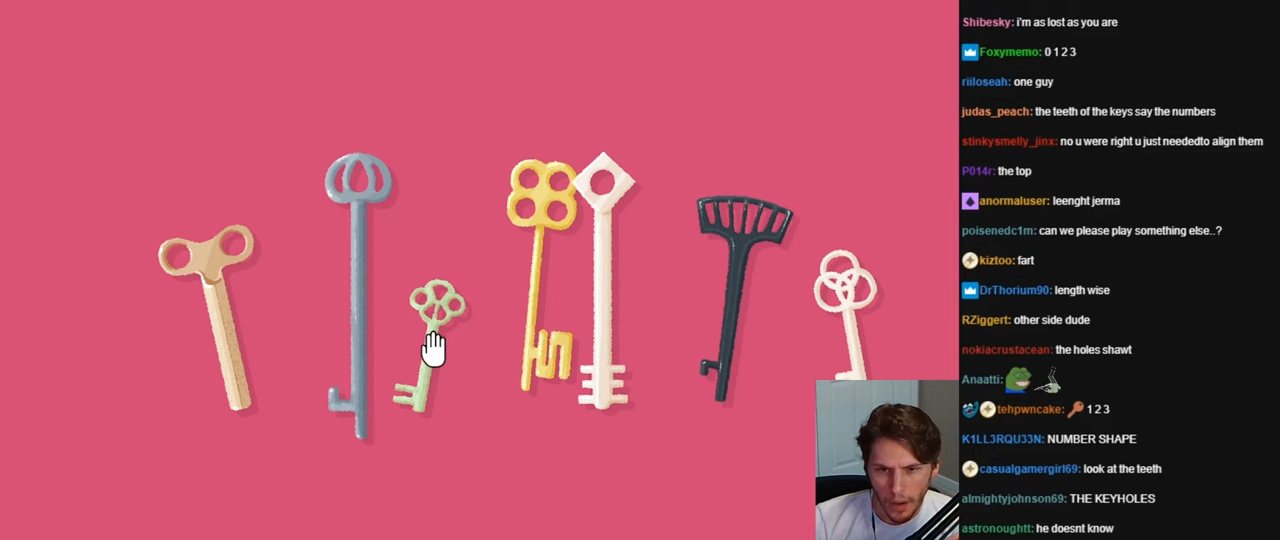 Shibesky: i'm as lost as you are
Foxymemo: 0 1 2 3
riiloseah: one guy
judas_peach: the teeth of the keys say the numbers
stinkysmelly_jinx: no u were right u just neededto align them
P014r: the top
anormaluser: leenght jerma
poisenedc1m: can we please play something else..?
kiztoo: fart
DrThorium90: length wise
RZiggert: other side dude
nokiacrustacean: the holes shawt
Anaatti:
tehpwncake: 1 2 3
K1LL3RQU33N: NUMBER SHAPE
casualgamergirl69: look at the teeth
almightyjohnson69: THE KEYHOLES
astronoughtt: he doesnt know